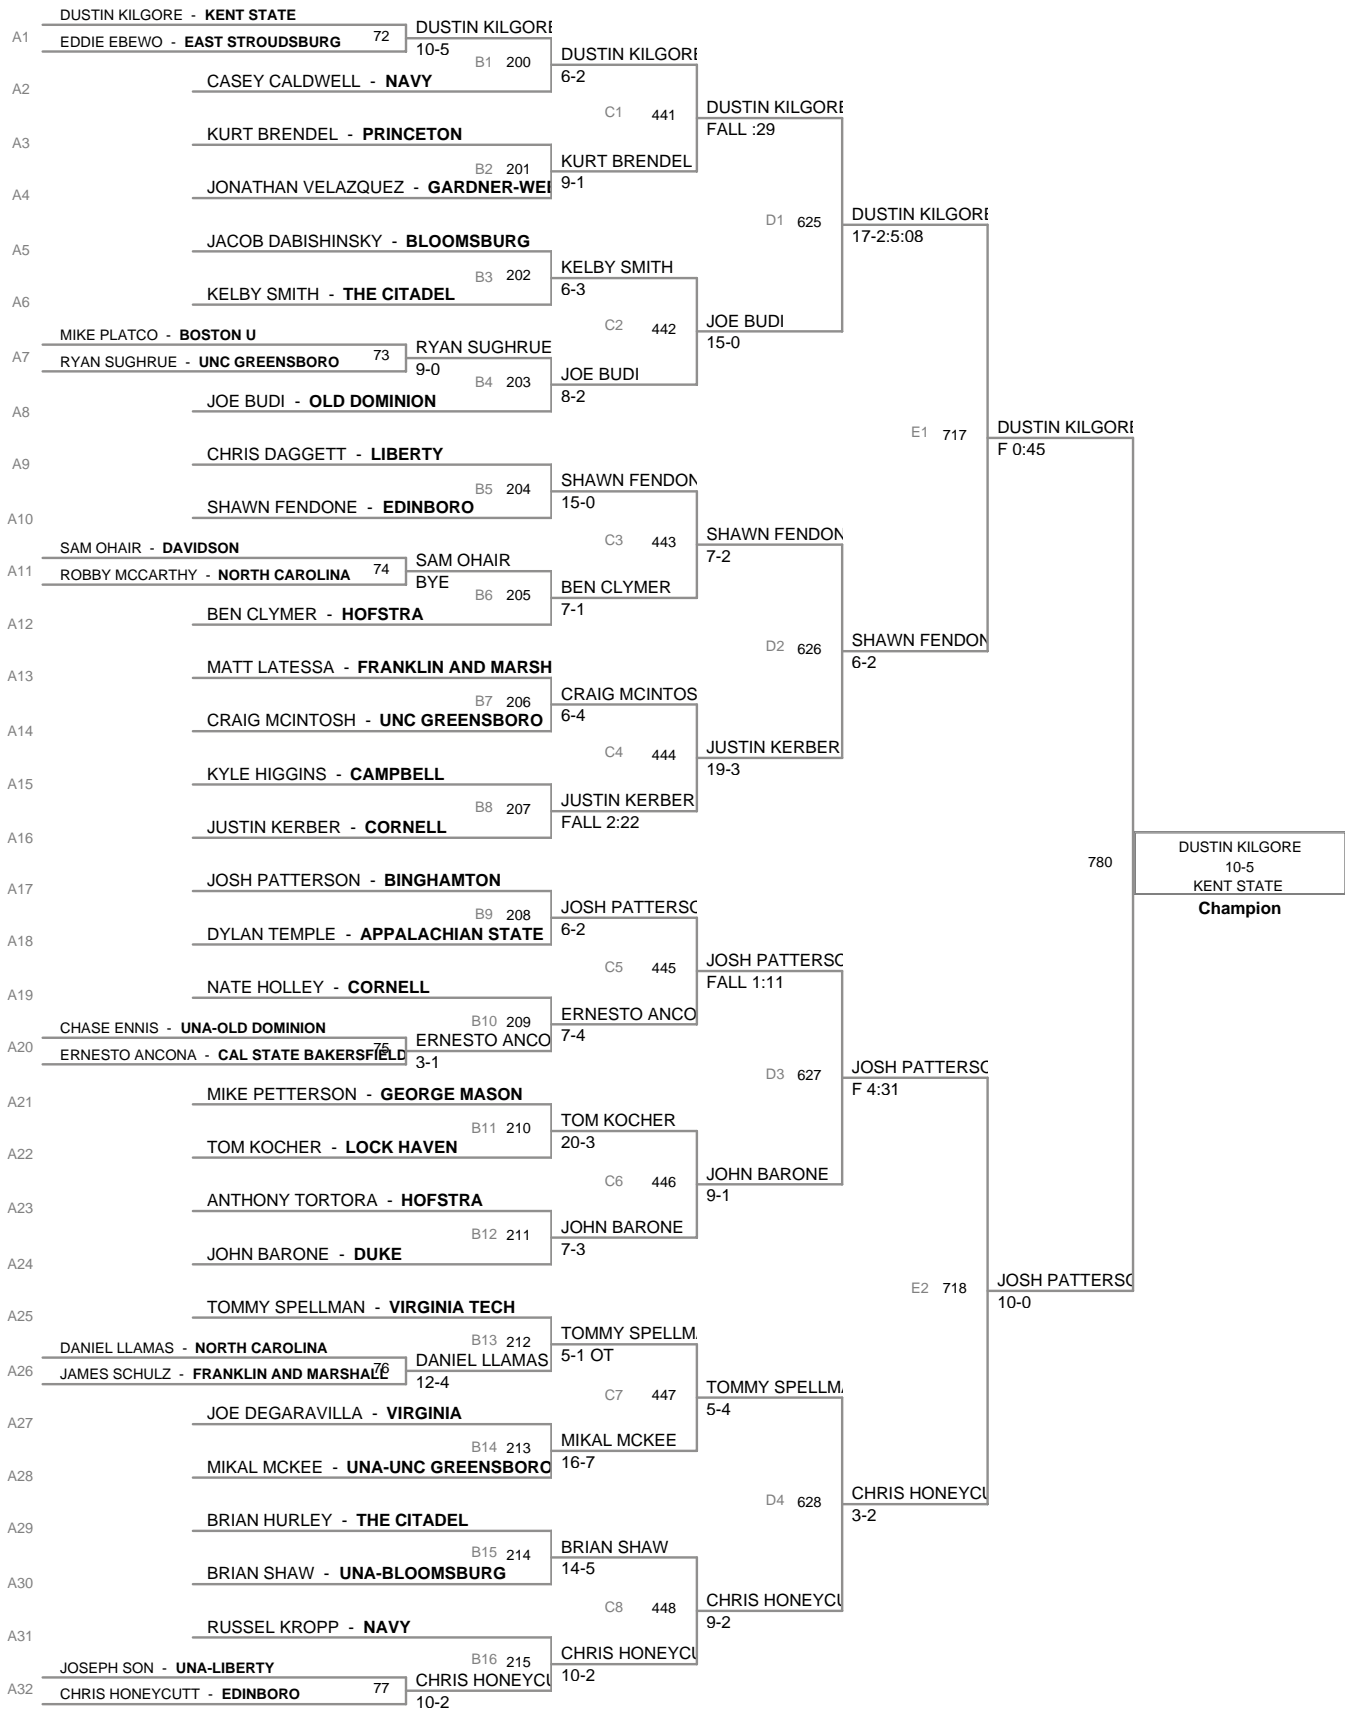 DUSTIN KILGORE - KENT STATE
A1
EDDIE EBEWO - EAST STROUDSBURG
72
DUSTIN KILGORE
10-5
B1 200
A2
CASEY CALDWELL - NAVY
DUSTIN KILGORE
6-2
C1 441
A3
KURT BRENDEL - PRINCETON
B2 201
A4
JONATHAN VELAZQUEZ - GARDNER-WE
KURT BRENDEL
9-1
DUSTIN KILGORE
FALL :29
D1 625
A5
JACOB DABISHINSKY - BLOOMSBURG
B3 202
A6
KELBY SMITH - THE CITADEL
KELBY SMITH
6-3
C2 442
MIKE PLATCO - BOSTON U
A7
RYAN SUGHRUE - UNC GREENSBORO
73
RYAN SUGHRUE
9-0
B4 203
A8
JOE BUDI - OLD DOMINION
JOE BUDI
8-2
JOE BUDI
15-0
DUSTIN KILGORE
17-2:5:08
E1 717
A9
CHRIS DAGGETT - LIBERTY
B5 204
A10
SHAWN FENDONE - EDINBORO
SHAWN FENDON
15-0
C3 443
SAM OHAIR - DAVIDSON
A11
ROBBY MCCARTHY - NORTH CAROLINA
74
SAM OHAIR
BYE
B6 205
A12
BEN CLYMER - HOFSTRA
BEN CLYMER
7-1
SHAWN FENDON
7-2
D2 626
A13
MATT LATESSA - FRANKLIN AND MARSH
B7 206
A14
CRAIG MCINTOSH - UNC GREENSBORO
CRAIG MCINTOS
6-4
C4 444
A15
KYLE HIGGINS - CAMPBELL
B8 207
A16
JUSTIN KERBER - CORNELL
JUSTIN KERBER
FALL 2:22
JUSTIN KERBER
19-3
SHAWN FENDON
6-2
DUSTIN KILGORE
F 0:45
780
DUSTIN KILGORE
10-5
KENT STATE
Champion
A17
JOSH PATTERSON - BINGHAMTON
B9 208
A18
DYLAN TEMPLE - APPALACHIAN STATE
JOSH PATTERSO
6-2
C5 445
A19
NATE HOLLEY - CORNELL
B10 209
CHASE ENNIS - UNA-OLD DOMINION
A20
ERNESTO ANCONA - CAL STATE BAKERSFIELD
75
ERNESTO ANCO
3-1
ERNESTO ANCO
7-4
JOSH PATTERSO
FALL 1:11
D3 627
A21
MIKE PETTERSON - GEORGE MASON
B11 210
A22
TOM KOCHER - LOCK HAVEN
TOM KOCHER
20-3
C6 446
A23
ANTHONY TORTORA - HOFSTRA
B12 211
A24
JOHN BARONE - DUKE
JOHN BARONE
7-3
JOHN BARONE
9-1
JOSH PATTERSO
F 4:31
E2 718
A25
TOMMY SPELLMAN - VIRGINIA TECH
B13 212
DANIEL LLAMAS - NORTH CAROLINA
A26
JAMES SCHULZ - FRANKLIN AND MARSHALL
76
DANIEL LLAMAS
12-4
TOMMY SPELLMA
5-1 OT
C7 447
A27
JOE DEGARAVILLA - VIRGINIA
B14 213
A28
MIKAL MCKEE - UNA-UNC GREENSBORO
MIKAL MCKEE
16-7
TOMMY SPELLMA
5-4
D4 628
A29
BRIAN HURLEY - THE CITADEL
B15 214
A30
BRIAN SHAW - UNA-BLOOMSBURG
BRIAN SHAW
14-5
C8 448
A31
RUSSEL KROPP - NAVY
B16 215
JOSEPH SON - UNA-LIBERTY
A32
CHRIS HONEYCUTT - EDINBORO
77
CHRIS HONEYCU
10-2
CHRIS HONEYCU
10-2
CHRIS HONEYCU
9-2
CHRIS HONEYCU
3-2
JOSH PATTERSO
10-0